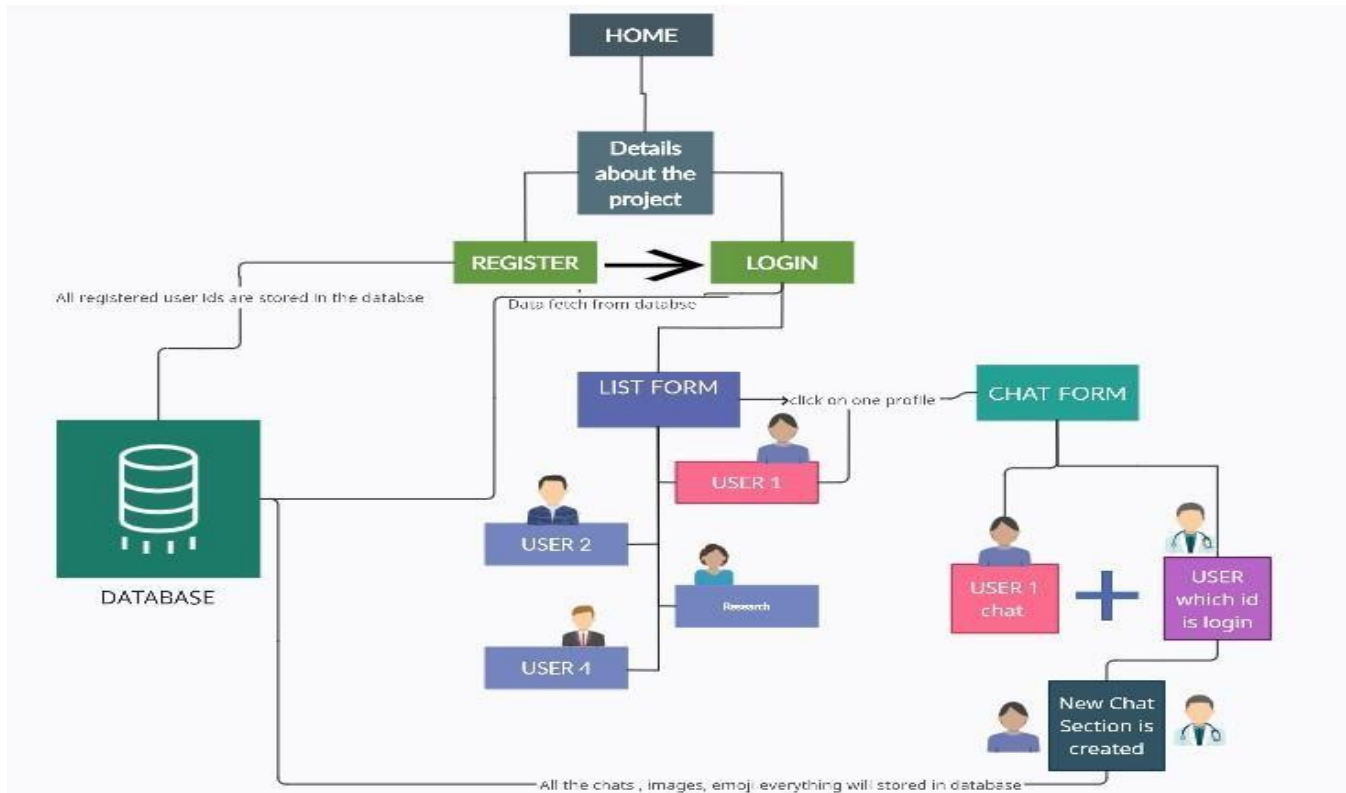 HOME
Details
about the
project
REGISTER
LOGIN
All registered user ids are stored in the databse
Data fetch from databse
LIST FORM
click on one profile
CHAT FORM
USER 1
USER 2
DATABASE
Research
USER 4
USER 1
chat
USER
which id
is login
New Chat
Section is
created
All the chats , images, emoji everything will stored in database